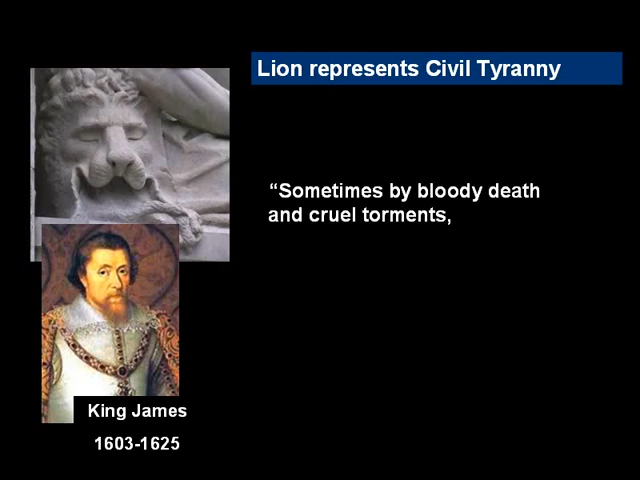 Lion represents Civil Tyranny
“Sometimes by bloody death
and cruel torments,
King James
1603-1625